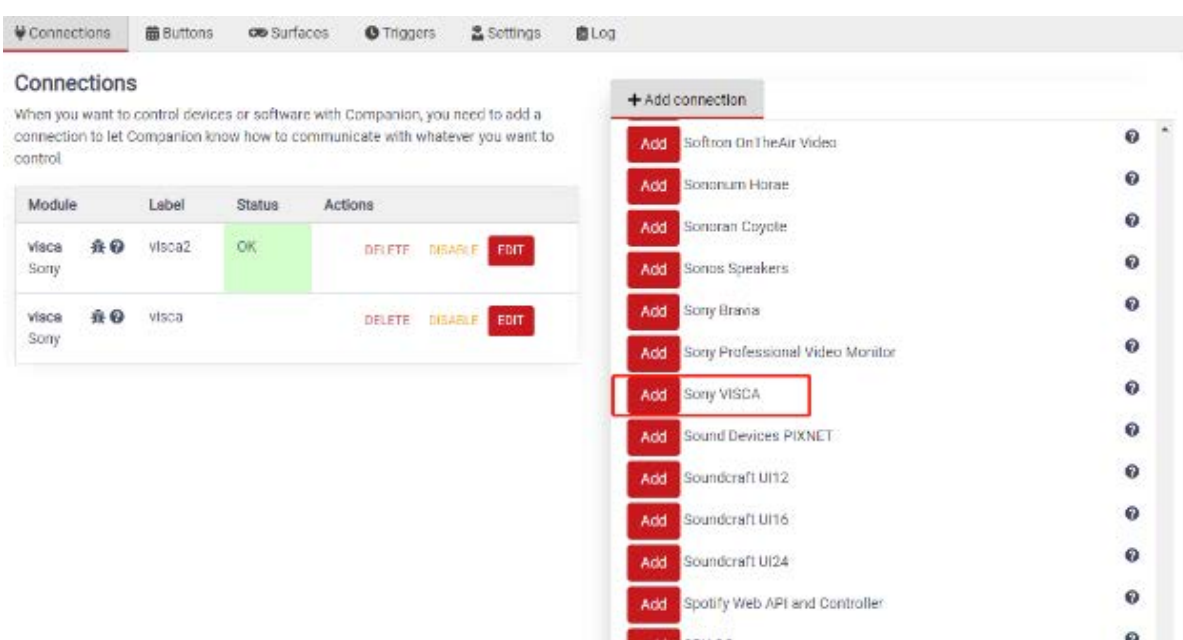 Connections Buttons Surfaces Triggers Settings Log
Connections
When you want to control devices or software with Companion, you need to add a
connection to let Companion know how to communicate with whatever you want to
control.
Module Label Status Actions
visca visca2 OK DELETE DISABLE EDIT
Sony
visca visca DELETE DISABLE EDIT
Sony
Add connection
Add Softron OnTheAir Video
Add Sononum Horae
Add Sonoran Coyote
Add Sonos Speakers
Add Sony Bravia
Add Sony Professional Video Monitor
Add Sony VISCA
Add Sound Devices PIXNET
Add Soundcraft UI12
Add Soundcraft UI16
Add Soundcraft UI24
Add Spotify Web API and Controller